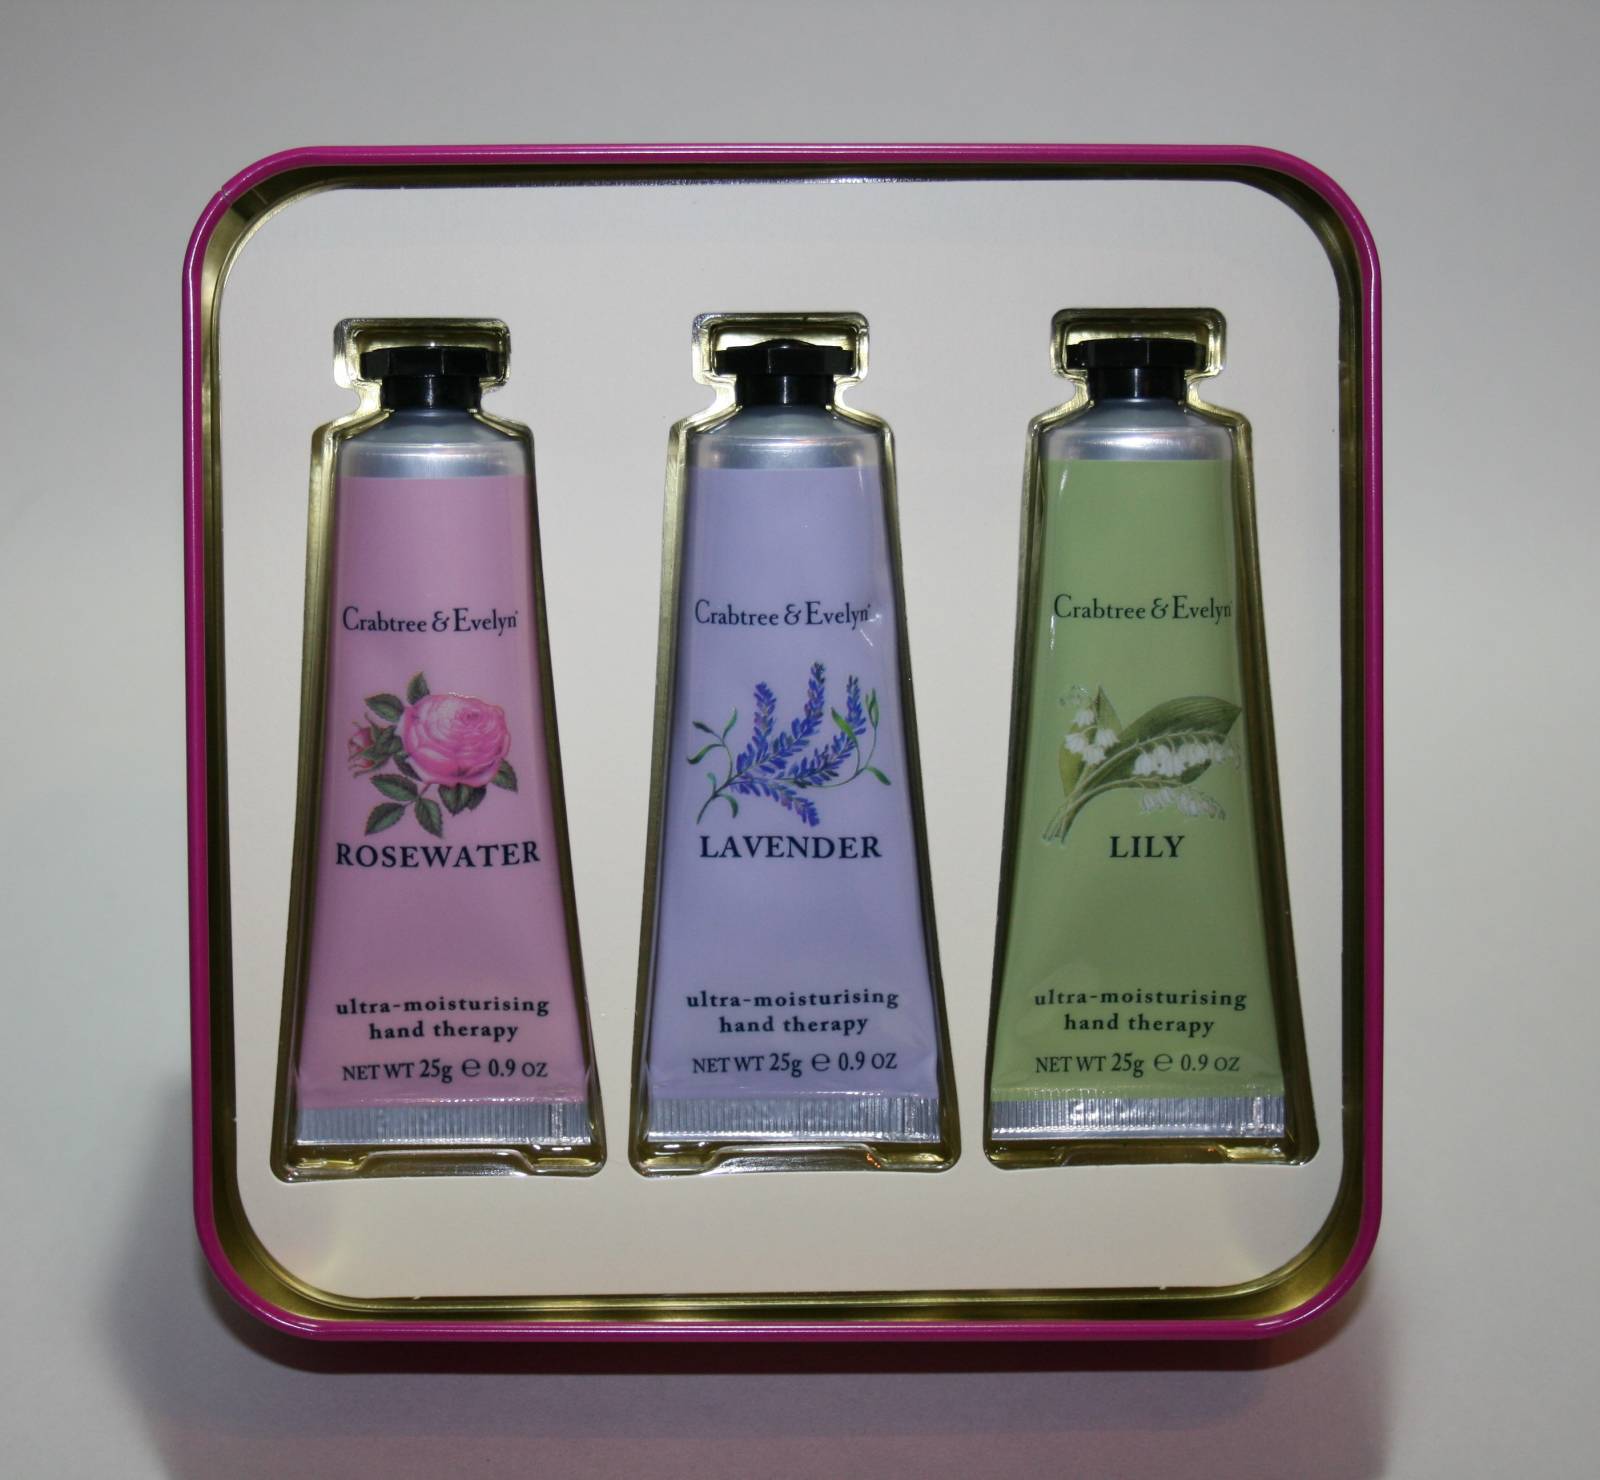 Crabtree & Evelyn®
ROSEWATER
ultra-moisturising
hand therapy
NET WT 25g ℮ 0.9 OZ
Crabtree & Evelyn®
LAVENDER
ultra-moisturising
hand therapy
NET WT 25g ℮ 0.9 OZ
Crabtree & Evelyn
LILY
ultra-moisturising
hand therapy
NET WT 25g ℮ 0.9 OZ